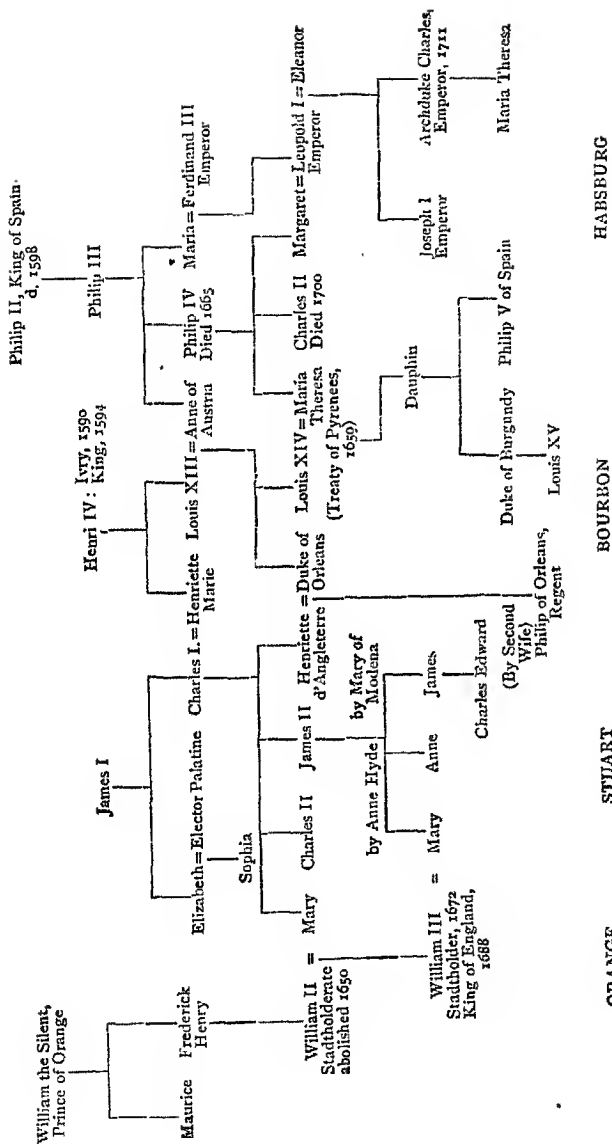 William the Silent,
Prince of Orange
Maurice Frederick
Henry
William II =
Stadtholderate
abolished 1650
William III =
Stadtholder, 1672
King of England,
1688
ORANGE
James I
Elizabeth=Elector Palatine Charles I.=Henriette
Marie
Sophia
Mary Charles II James II Henriette=Duke of
d'Angleterre Orleans
by Anne Hyde by Mary of
Modena
Mary Anne James
Charles Edward
(By Second
Wife)
Philip of Orleans,
Regent
STUART
Henri IV: Ivry, 1590
King, 1594
Louis XIII=Anne of
Austria
Louis XIV=Maria
Theresa
(Treaty of Pyrenees,
1659)
Dauphin
Duke of Burgundy Philip V of Spain
Louis XV
BOURBON
Philip II, King of Spain
d. 1598
Philip III
Philip IV
Died 1665
Maria=Ferdinand III
Emperor
Charles II
Died 1700
Margaret=Leopold I=Eleanor
Emperor
Joseph I
Emperor
Archduke Charles,
Emperor, 1711
Maria Theresa
HABSBURG